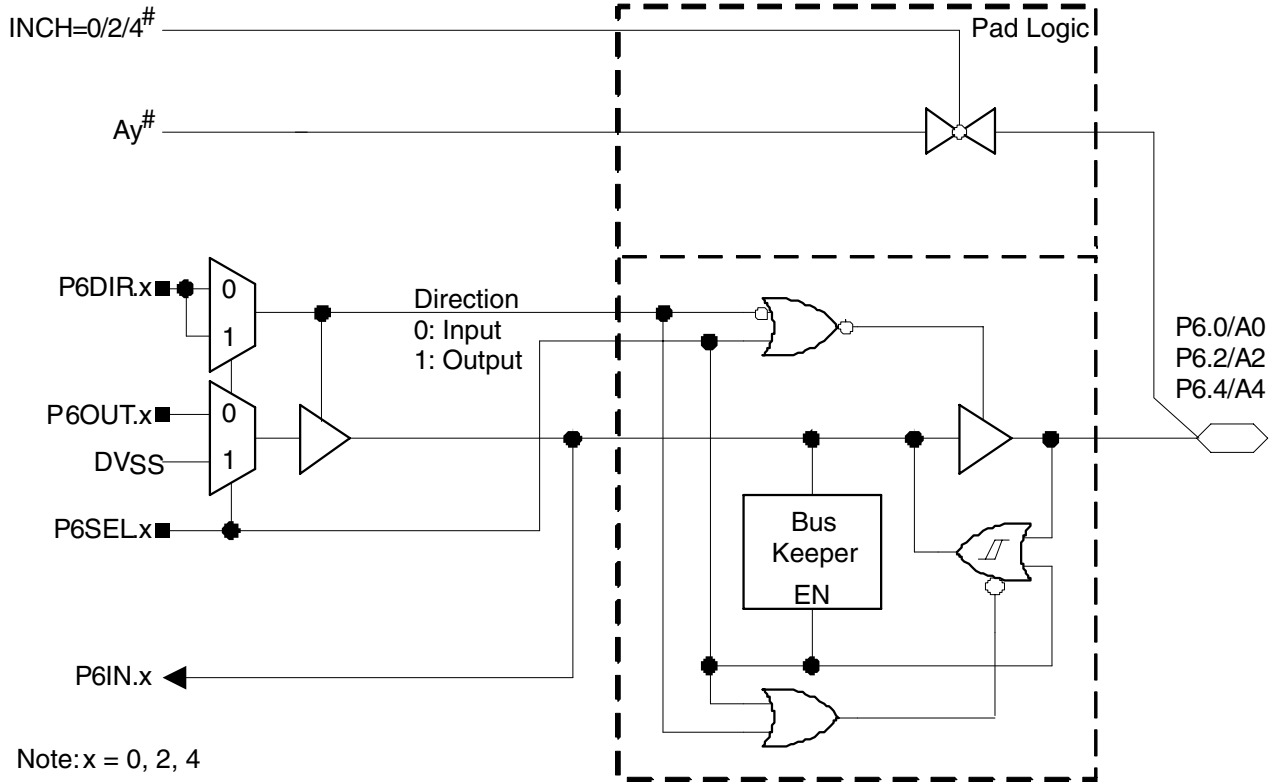 INCH=0/2/4#
Pad Logic
Ay#
P6DIR.x
0
1
Direction
0: Input
1: Output
P6.0/A0
P6.2/A2
P6.4/A4
P6OUT.x
0
DVSS
1
P6SEL.x
Bus
Keeper
EN
P6IN.x
Note: x = 0, 2, 4